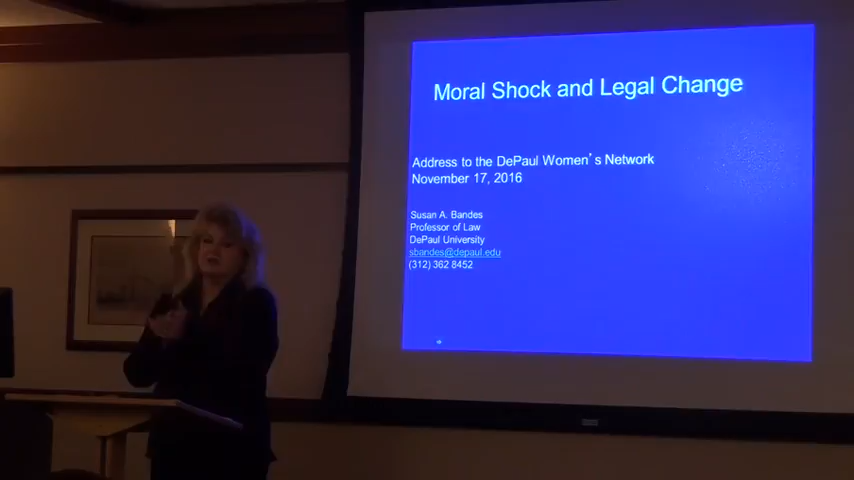 Moral Shock and Legal Change
Address to the DePaul Women's Network
November 17, 2016
Susan A. Bandes
Professor of Law
DePaul University
sbandes@depaul.edu
(312) 362 8452